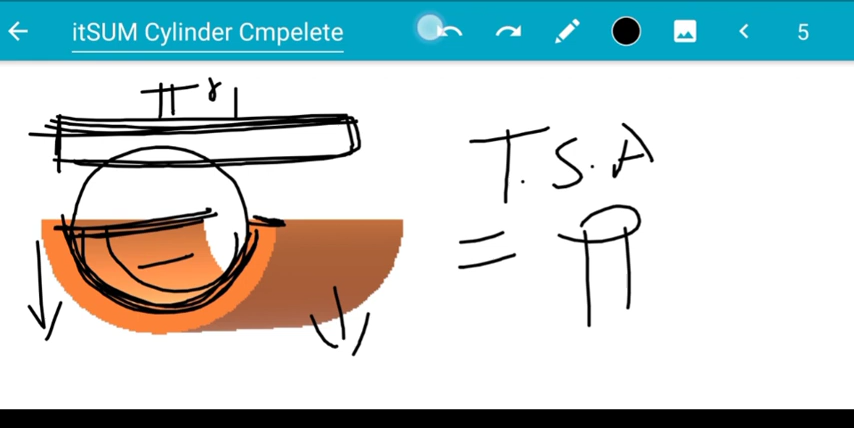 itSUM Cylinder Cmpelete
5
πr
T.S.A
= π